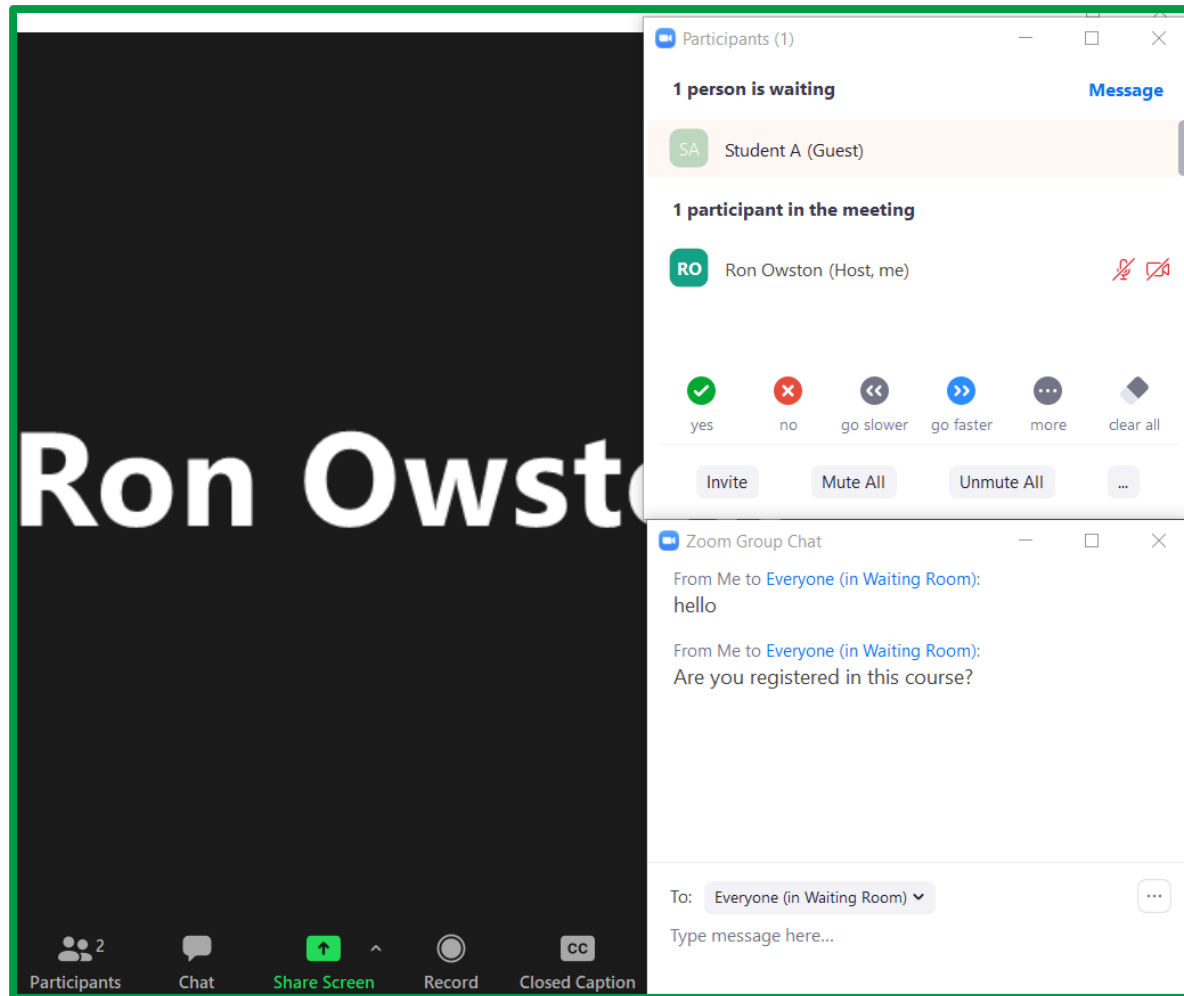 Participants (1)
1 person is waiting Message
SA Student A (Guest)
1 participant in the meeting
RO Ron Owston (Host, me)
yes no go slower go faster more clear all
Invite Mute All Unmute All ...
Ron Owst
Zoom Group Chat
From Me to Everyone (in Waiting Room):
hello
From Me to Everyone (in Waiting Room):
Are you registered in this course?
To: Everyone (in Waiting Room)
Type message here...
2
CC
Participants Chat Share Screen Record Closed Caption